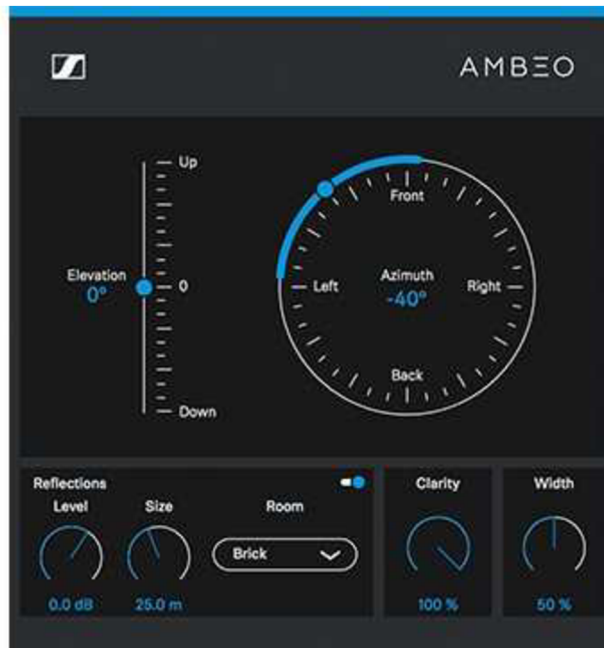 AMBEO
Up
Front
Elevation
0°
0
Left
Azimuth
-40°
Right
Back
Down
Reflections
Level
Size
Room
Brick
0.0 dB
25.0 m
Clarity
100 %
Width
50 %